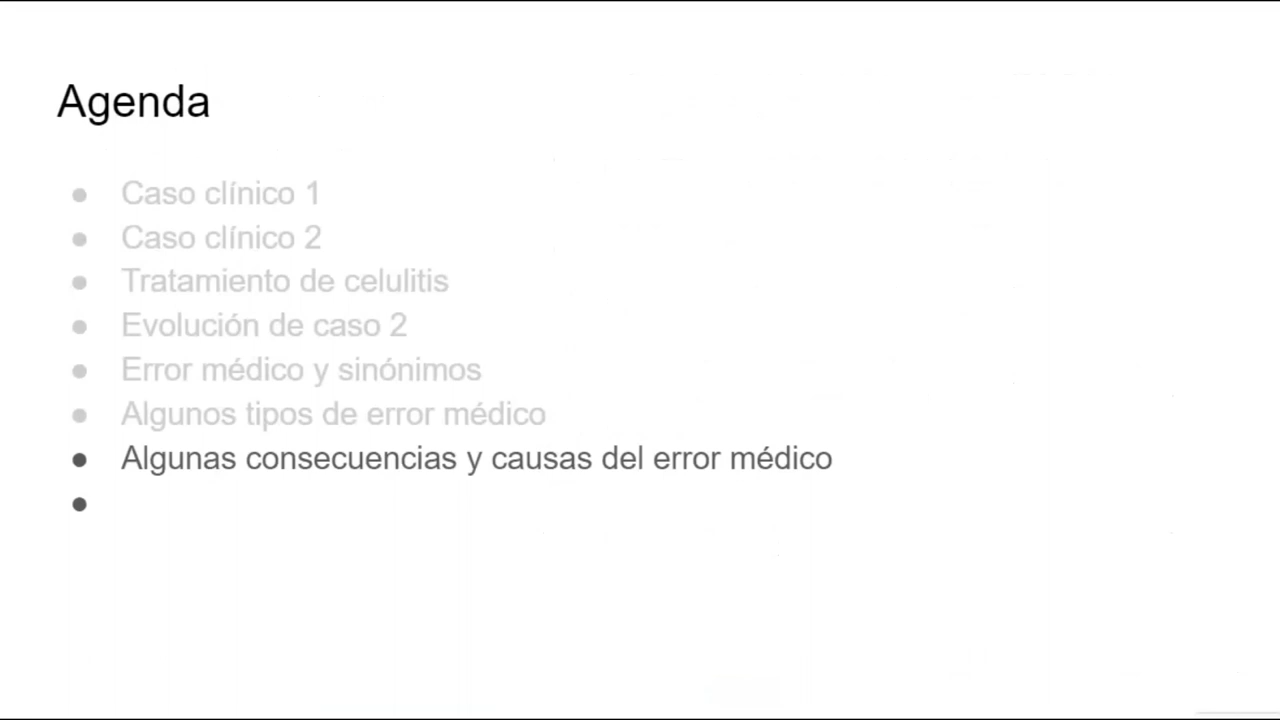 Agenda
● Caso clínico 1
● Caso clínico 2
● Tratamiento de celulitis
● Evolución de caso 2
● Error médico y sinónimos
● Algunos tipos de error médico
● Algunas consecuencias y causas del error médico
●